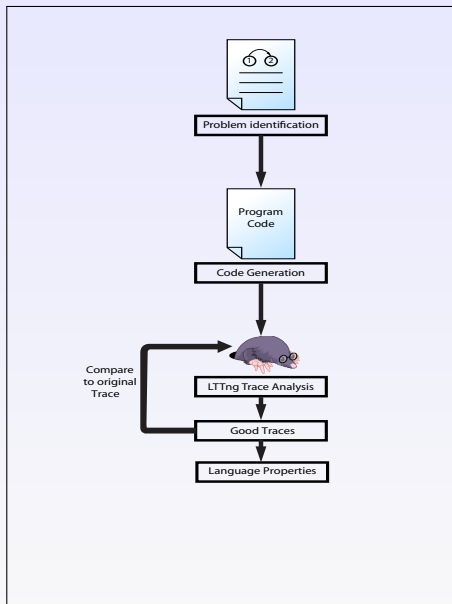 1 2
Problem identification
Program
Code
Code Generation
LTTng Trace Analysis
Compare
to original
Trace
Good Traces
Language Properties